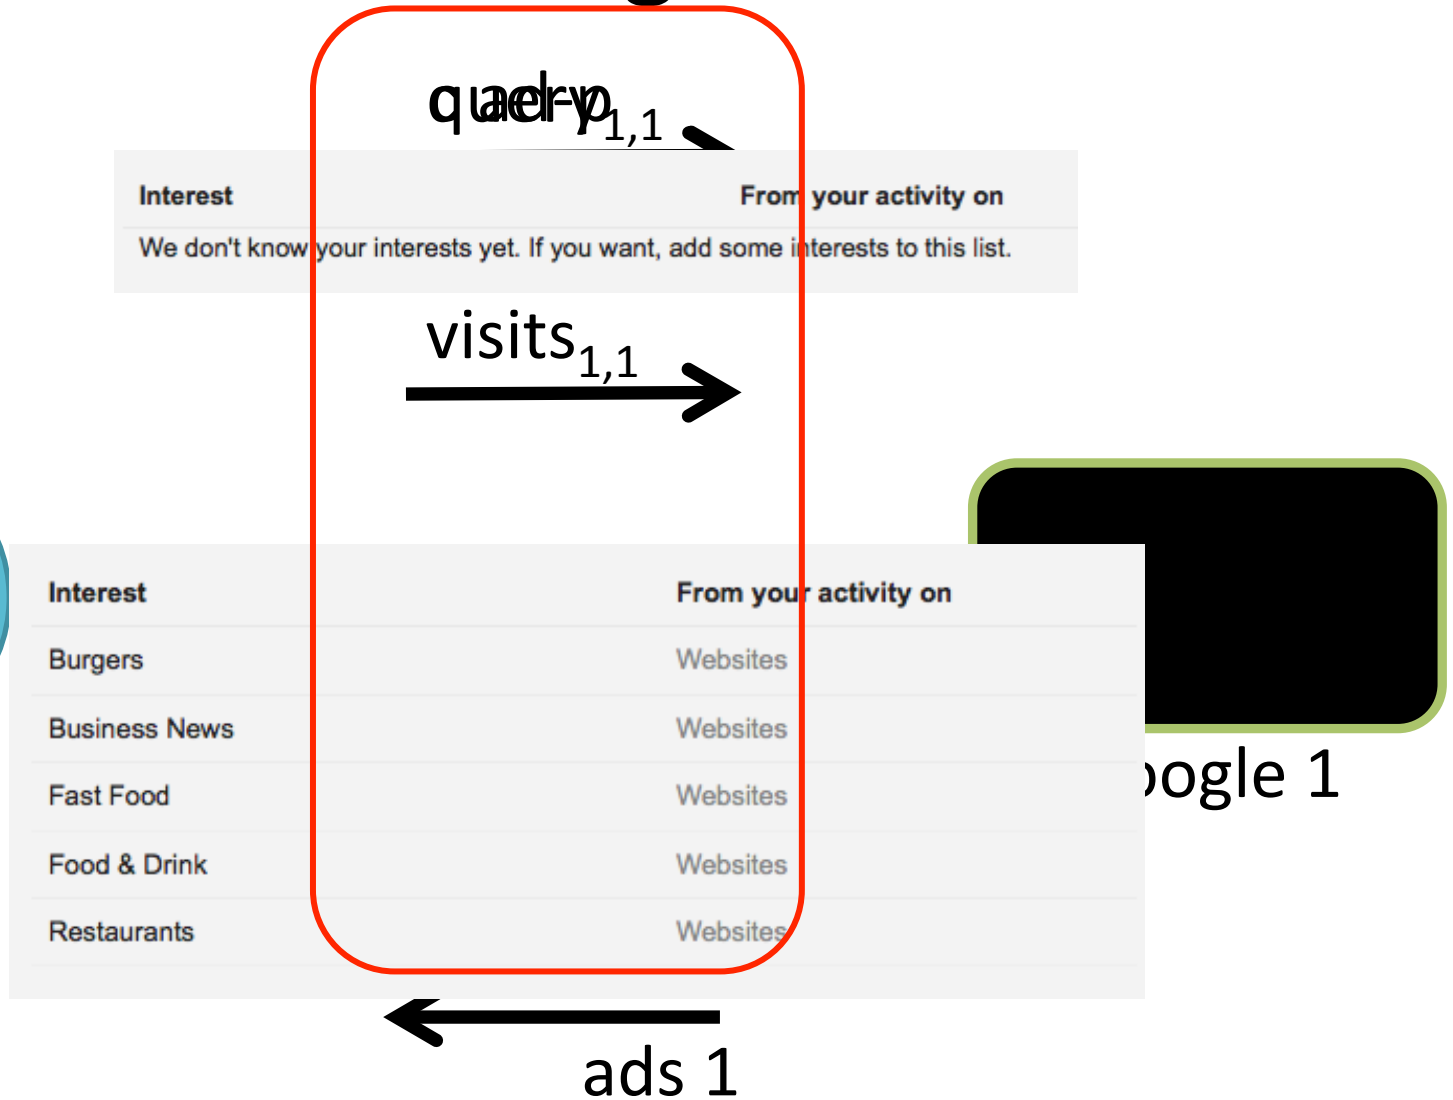 1,1
Interest From your activity on
We don't know your interests yet. If you want, add some interests to this list.
visits1,1
Interest From your activity on
Burgers Websites
Business News Websites
Fast Food Websites
Food & Drink Websites
Restaurants Websites
ogle 1
ads 1